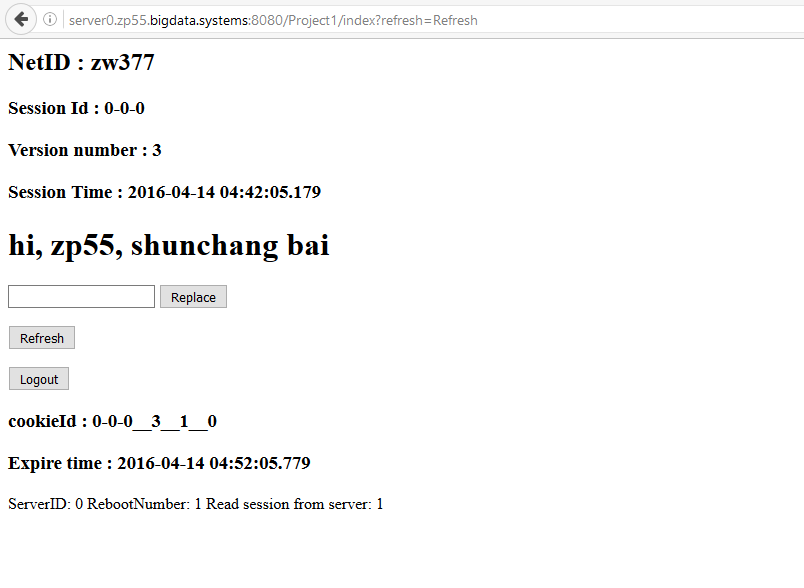 server0.zp55.bigdata.systems:8080/Project1/index?refresh=Refresh
NetID : zw377
Session Id : 0-0-0
Version number : 3
Session Time : 2016-04-14 04:42:05.179
hi, zp55, shunchang bai
Replace
Refresh
Logout
cookieId : 0-0-0__3__1__0
Expire time : 2016-04-14 04:52:05.779
ServerID: 0 RebootNumber: 1 Read session from server: 1